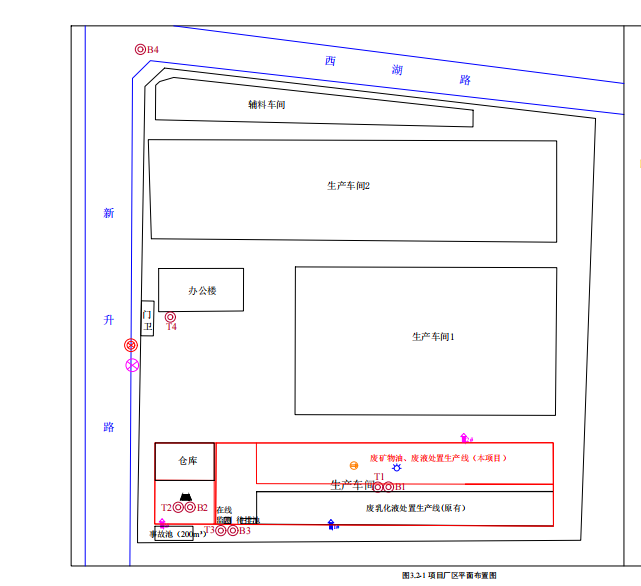 B4
西湖路
辅料车间
生产车间2
新升路
办公楼
门卫
T4
生产车间1
仓库
废矿物油、废液处置生产线（本项目）
T1
生产车间
B1
T2
B2
在线
废乳化液处置生产线(原有)
T3
B3
事故池（200m³）
图3.2-1 项目厂区平面布置图